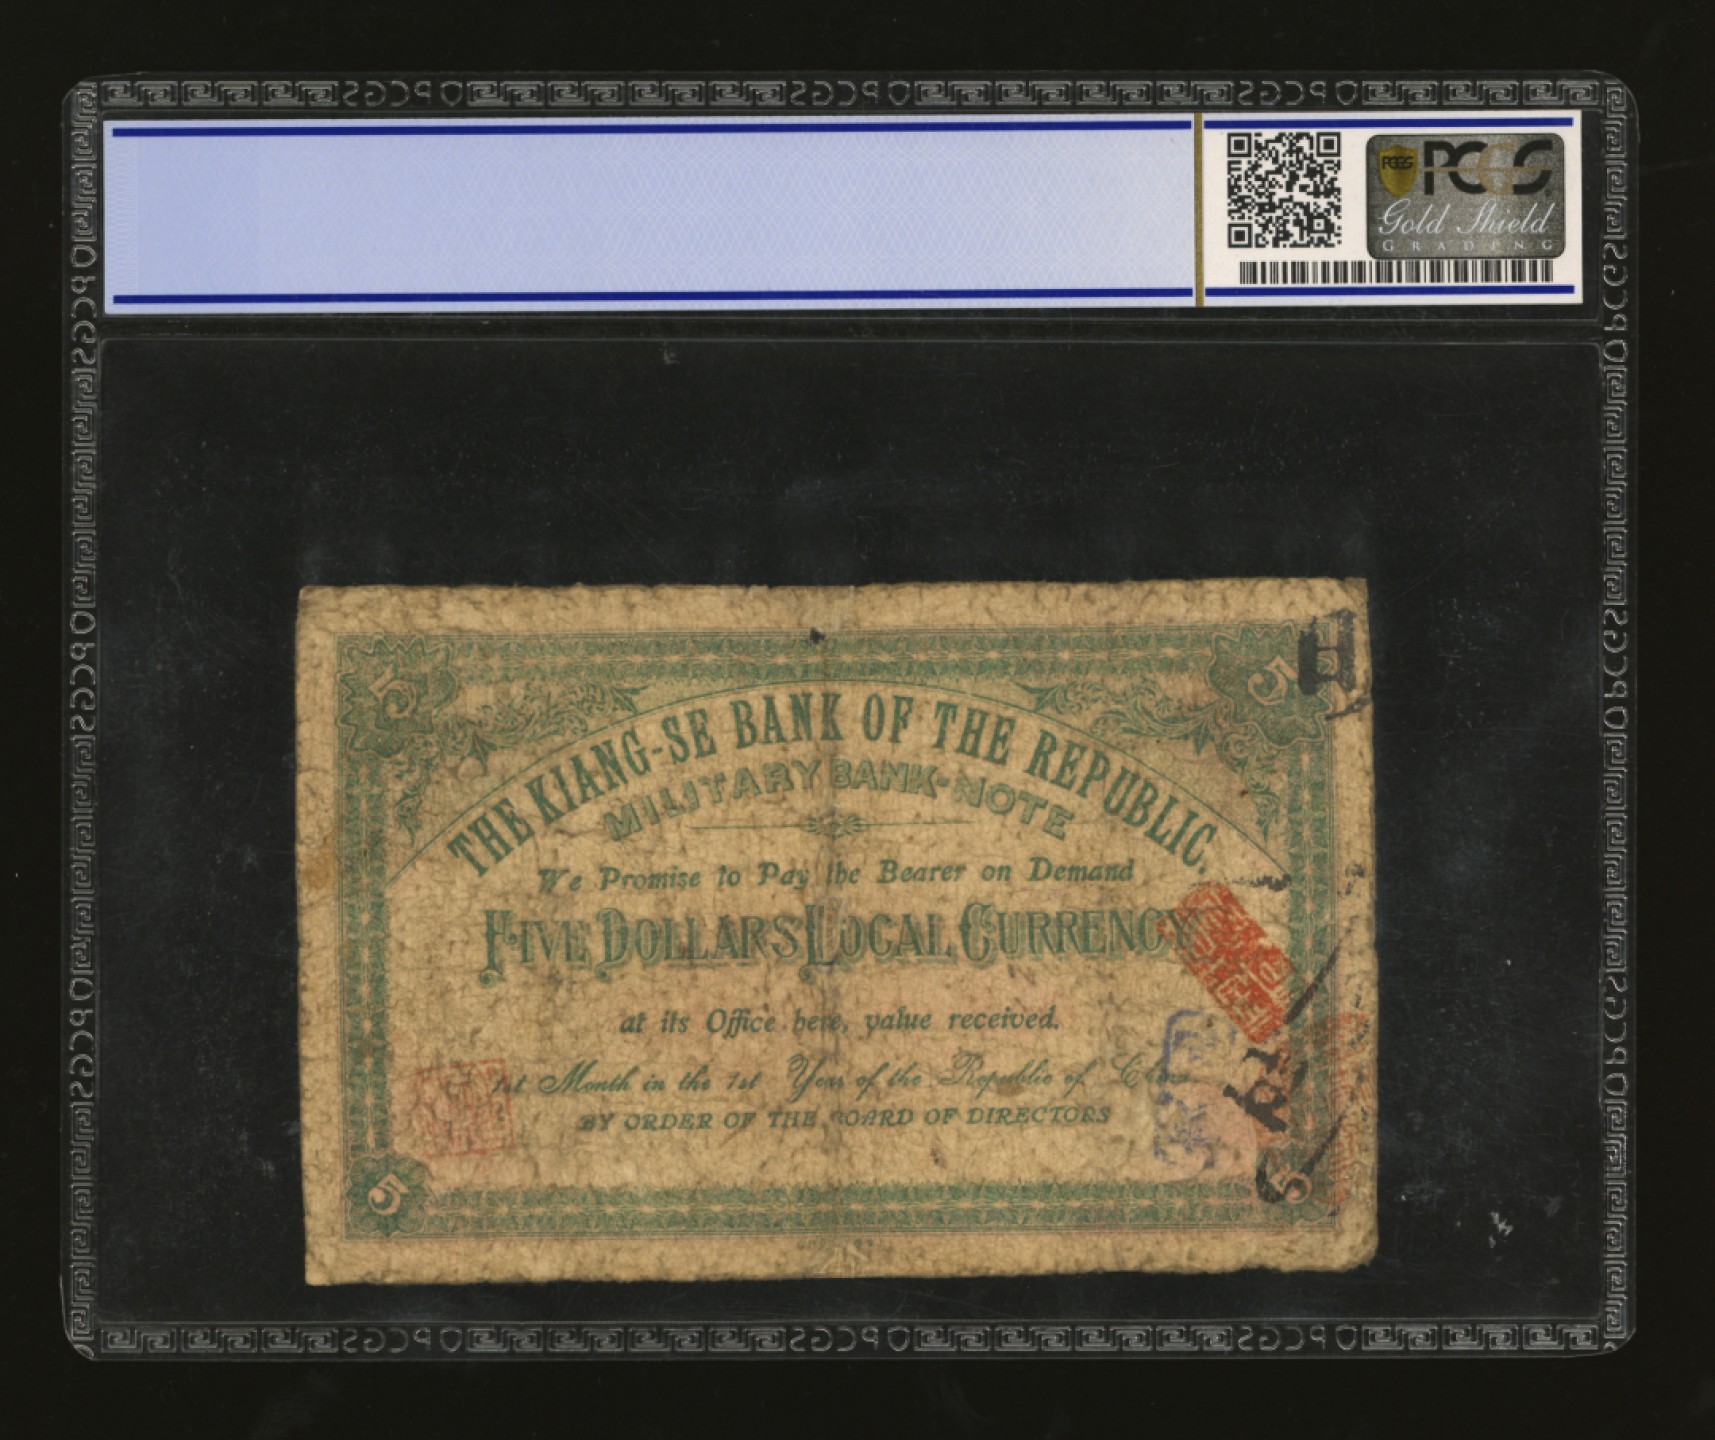 PCGS
PCGS
Gold Shield
GRADING
5
5
THE KIANG-SE BANK OF THE REPUBLIC.
MILITARY BANK-NOTE
We Promise to Pay the Bearer on Demand
FIVE DOLLARS LOCAL CURRENCY
at its Office here, value received.
1st Month in the 1st Year of the Republic of
BY ORDER OF THE BOARD OF DIRECTORS
5
5